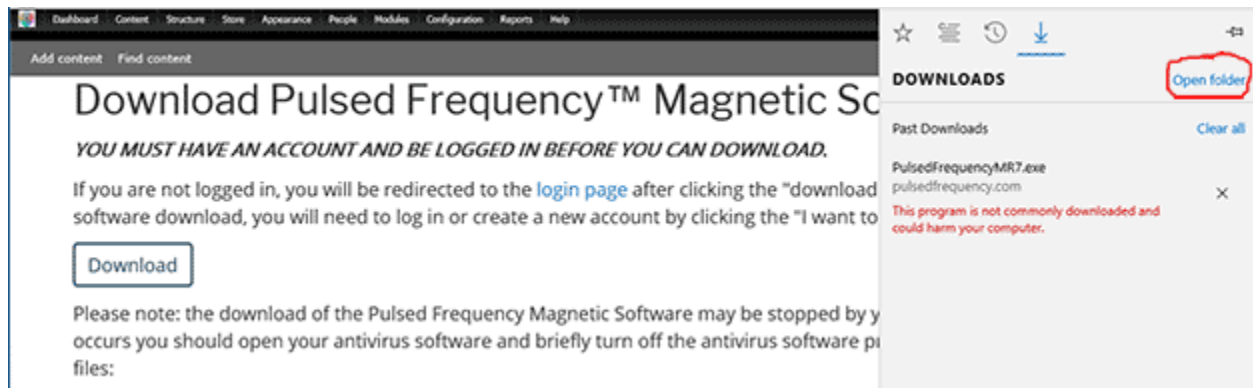 Dashboard Content Structure Store Appearance People Modules Configuration Reports Help
Add content Find content
Download Pulsed Frequency™ Magnetic Sc
YOU MUST HAVE AN ACCOUNT AND BE LOGGED IN BEFORE YOU CAN DOWNLOAD.
If you are not logged in, you will be redirected to the login page after clicking the "download
software download, you will need to log in or create a new account by clicking the "I want to
Download
Please note: the download of the Pulsed Frequency Magnetic Software may be stopped by y
occurs you should open your antivirus software and briefly turn off the antivirus software p
files:
DOWNLOADS
Open folder
Past Downloads
Clear all
PulsedFrequencyMR7.exe
pulsedfrequency.com
This program is not commonly downloaded and
could harm your computer.